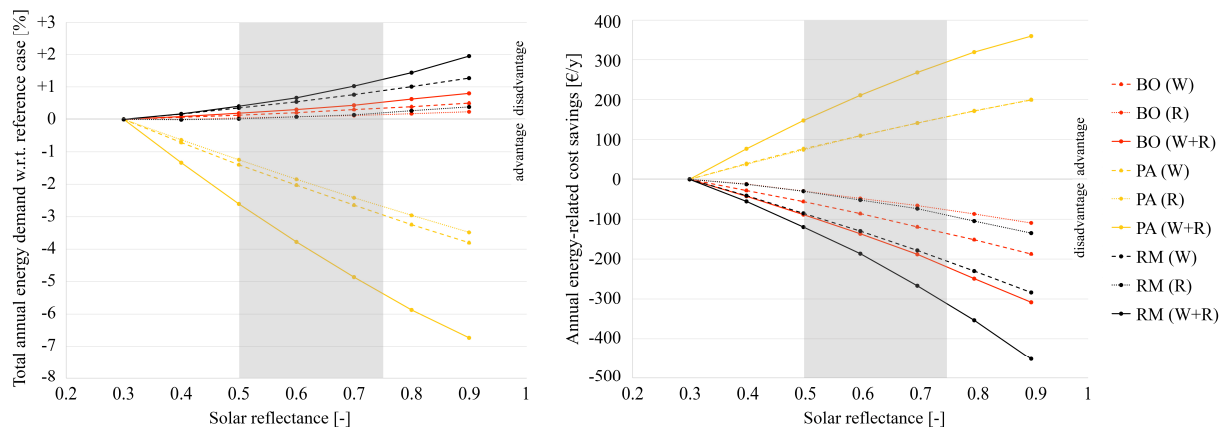 Total annual energy demand w.r.t. reference case [%]
+3
+2
+1
0
-1
-2
-3
-4
-5
-6
-7
-8
0.2 0.3 0.4 0.5 0.6 0.7 0.8 0.9
Solar reflectance [-]
disadvantage
advantage
Annual energy-related cost savings [€/y]
400
300
200
100
0
-100
-200
-300
-400
-500
0.2 0.3 0.4 0.5 0.6 0.7 0.8 0.9 1
Solar reflectance [-]
advantage
disadvantage
BO (W)
BO (R)
BO (W+R)
PA (W)
PA (R)
PA (W+R)
RM (W)
RM (R)
RM (W+R)